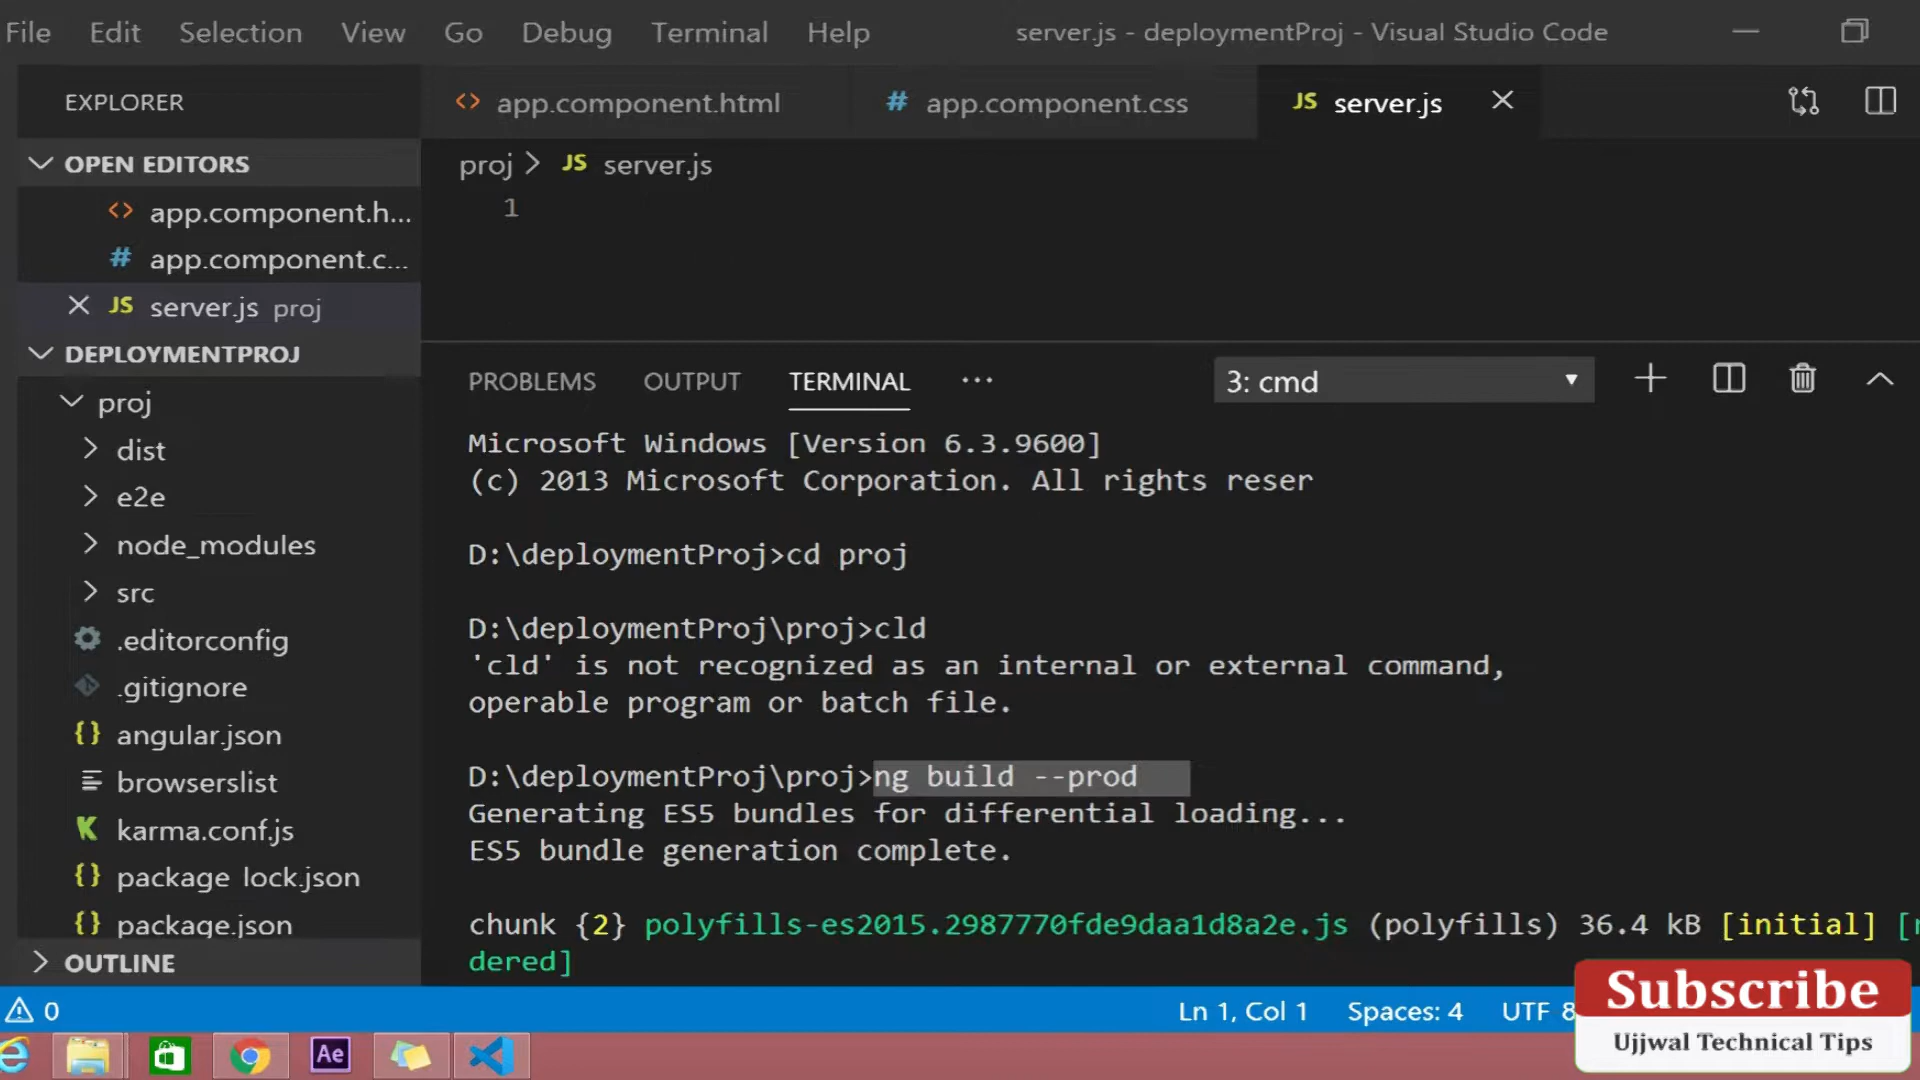 File Edit Selection View Go Debug Terminal Help server.js - deploymentProj - Visual Studio Code
EXPLORER
<> app.component.html # app.component.css JS server.js
OPEN EDITORS
<> app.component.h...
# app.component.c...
JS server.js proj
DEPLOYMENTPROJ
proj
dist
e2e
node_modules
src
.editorconfig
.gitignore
{} angular.json
browserslist
K karma.conf.js
{} package lock.json
{} package.json
OUTLINE
proj > JS server.js
1
PROBLEMS OUTPUT TERMINAL ... 3: cmd
Microsoft Windows [Version 6.3.9600]
(c) 2013 Microsoft Corporation. All rights reser
D:\deploymentProj>cd proj
D:\deploymentProj\proj>cld
'cld' is not recognized as an internal or external command,
operable program or batch file.
D:\deploymentProj\proj>ng build --prod
Generating ES5 bundles for differential loading...
ES5 bundle generation complete.
chunk {2} polyfills-es2015.2987770fde9daa1d8a2e.js (polyfills) 36.4 kB [initial] [r
dered]
0 Ln 1, Col 1 Spaces: 4 UTF 8
Subscribe
Ujjwal Technical Tips
Ae